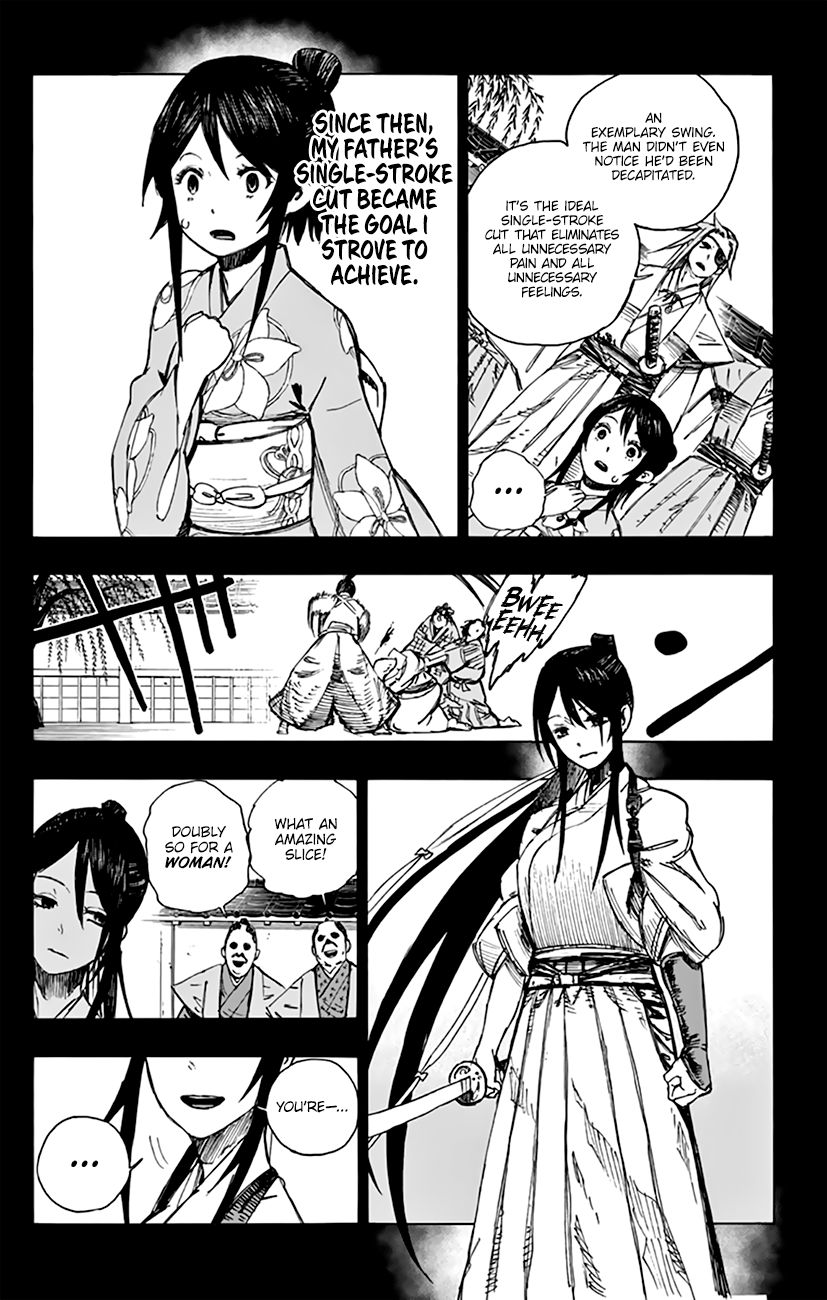 AN
EXEMPLARY SWING.
THE MAN DIDN'T EVEN
NOTICE HE'D BEEN
DECAPITATED.
IT'S THE IDEAL
SINGLE-STROKE
CUT THAT ELIMINATES
ALL UNNECESSARY
PAIN AND ALL
UNNECESSARY
FEELINGS.
...
SINCE THEN,
MY FATHER'S
SINGLE-STROKE
CUT BECAME
THE GOAL I
STROVE TO
ACHIEVE.
BWEE
EEHH
WHAT AN
AMAZING
SLICE!
DOUBLY
SO FOR A
WOMAN!
YOU'RE—...
...